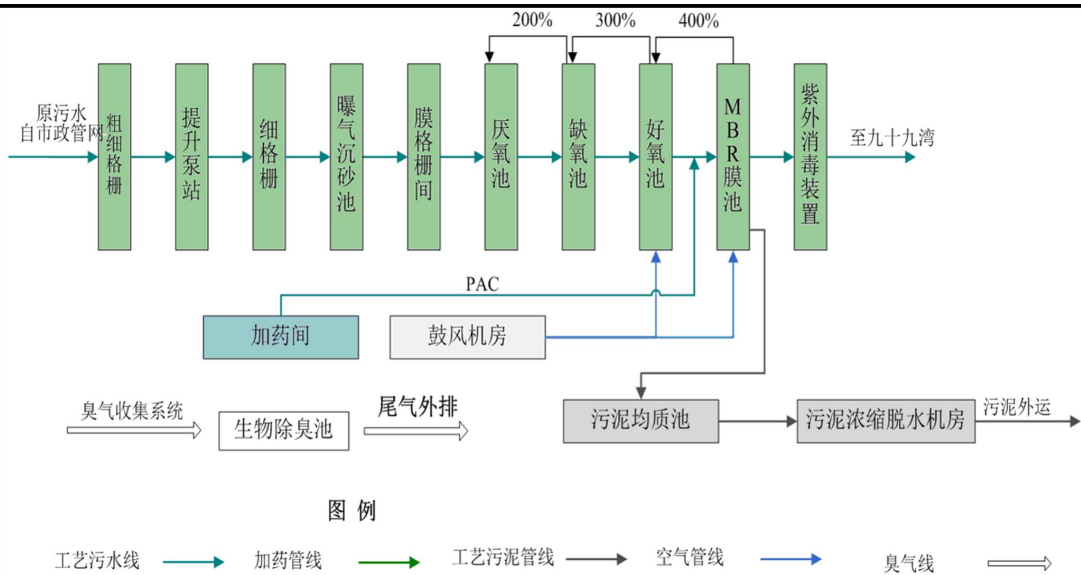 200%
300%
400%
原污水
自市政管网
粗细格栅
提升泵站
细格栅
曝气沉砂池
膜格栅间
厌氧池
缺氧池
好氧池
MBR膜池
紫外消毒装置
至九十九湾
PAC
加药间
鼓风机房
臭气收集系统
生物除臭池
尾气外排
污泥均质池
污泥浓缩脱水机房
污泥外运
图 例
工艺污水线
加药管线
工艺污泥管线
空气管线
臭气线